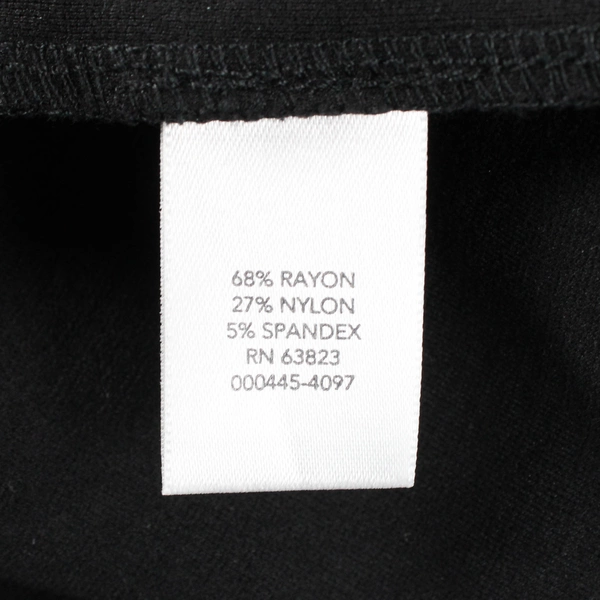 68% RAYON
27% NYLON
5% SPANDEX
RN 63823
000445-4097